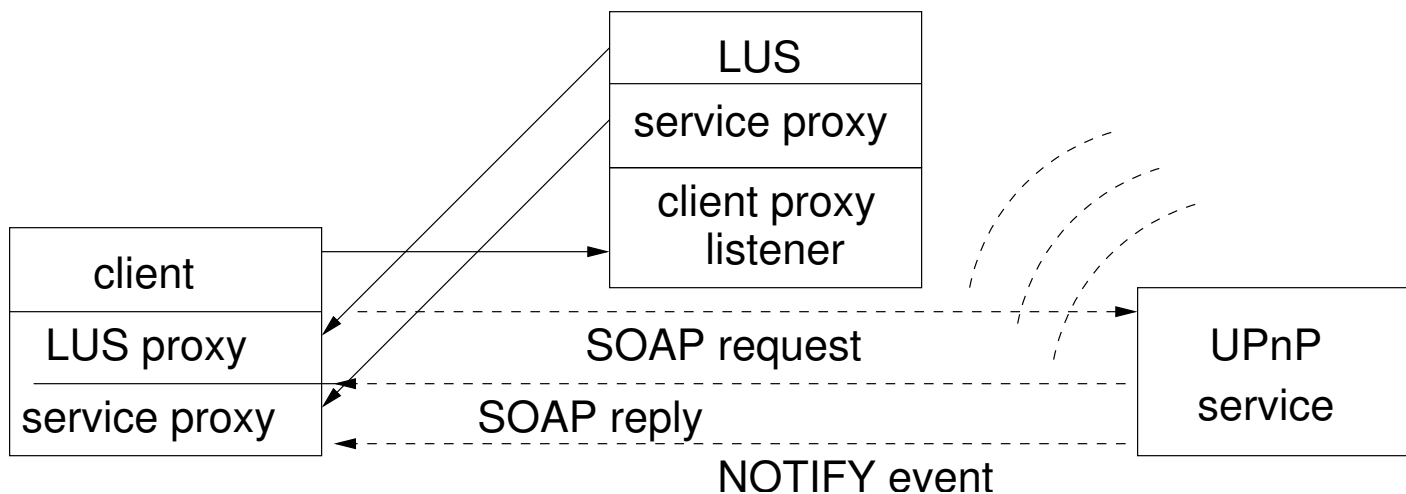 LUS
service proxy
client proxy
listener
client
LUS proxy
service proxy
SOAP request
SOAP reply
NOTIFY event
UPnP
service